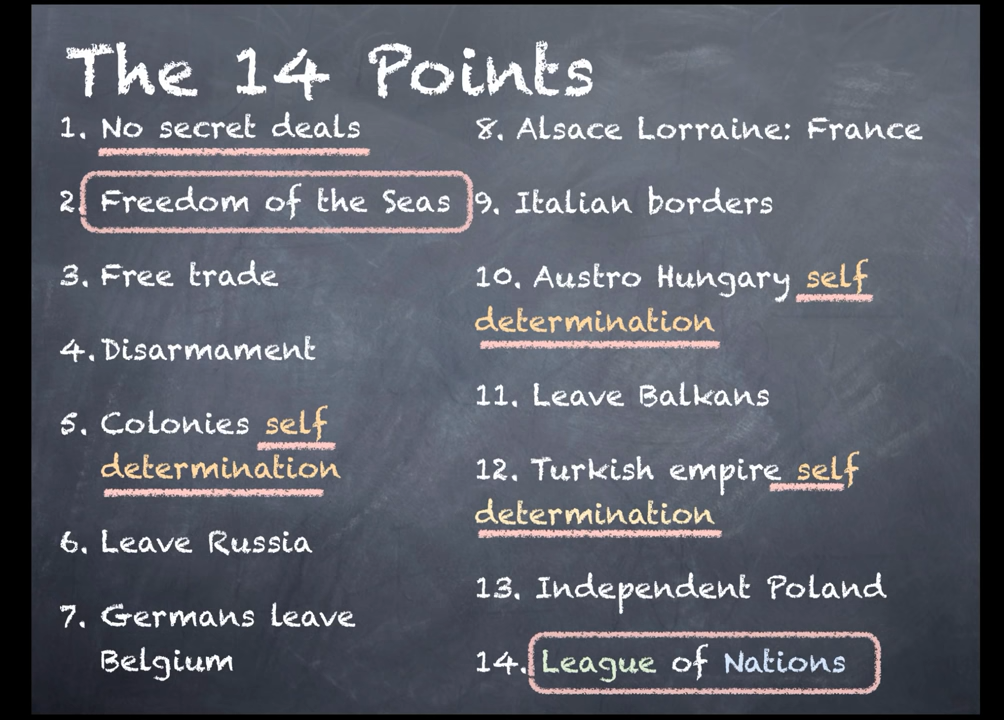 The 14 Points
1. No secret deals
2. Freedom of the Seas
3. Free trade
4. Disarmament
5. Colonies self
determination
6. Leave Russia
7. Germans leave
Belgium
8. Alsace Lorraine: France
9. Italian borders
10. Austro Hungary self
determination
11. Leave Balkans
12. Turkish empire self
determination
13. Independent Poland
14. League of Nations